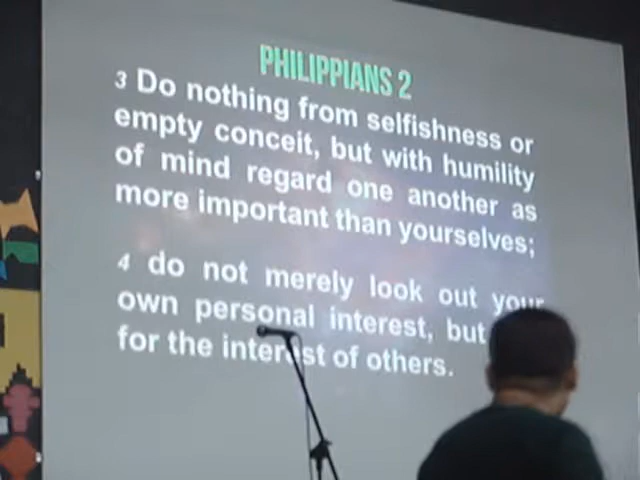 PHILIPPIANS 2
3 Do nothing from selfishness or
empty conceit, but with humility
of mind regard one another as
more important than yourselves;
4 do not merely look out your
own personal interest, but
for the interest of others.